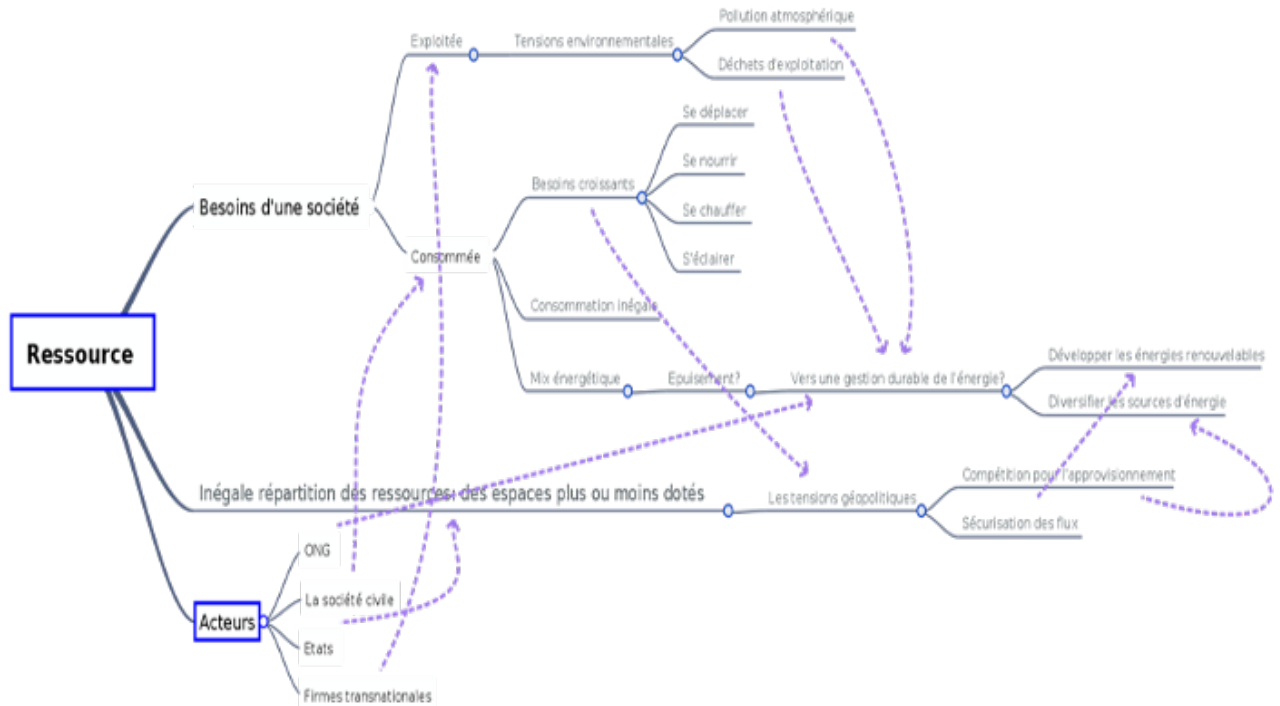 Pollution atmosphérique
Exploitée
Tensions environnementales
Déchets d'exploitation
Se déplacer
Se nourrir
Besoins croissants
Besoins d'une société
Se chauffer
Consommée
S'éclairer
Consommation inégale
Ressource
Développer les énergies renouvelables
Mix énergétique
Epuisement?
Vers une gestion durable de l'énergie?
Diversifier les sources d'énergie
Compétition pour l'approvisionnement
Inégale répartition des ressources: des espaces plus ou moins dotés
Les tensions géopolitiques
Sécurisation des flux
ONG
La société civile
Acteurs
Etats
Firmes transnationales